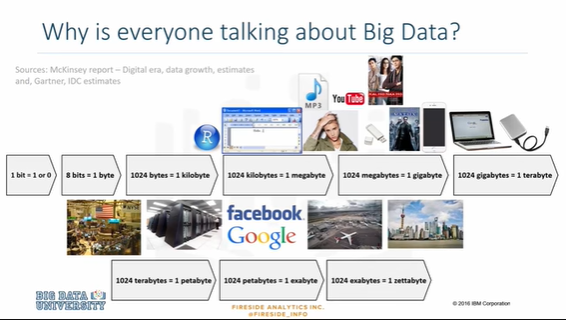 Why is everyone talking about Big Data?
Sources: McKinsey report – Digital era, data growth, estimates
and, Gartner, IDC estimates
MP3
YouTube
R
1 bit = 1 or 0
8 bits = 1 byte
1024 bytes = 1 kilobyte
1024 kilobytes = 1 megabyte
1024 megabytes = 1 gigabyte
1024 gigabytes = 1 terabyte
facebook
Google
1024 terabytes = 1 petabyte
1024 petabytes = 1 exabyte
1024 exabytes = 1 zettabyte
BIG DATA
UNIVERSITY
FIRESIDE ANALYTICS INC.
@FIRESIDE_INFO
© 2016 IBM Corporation